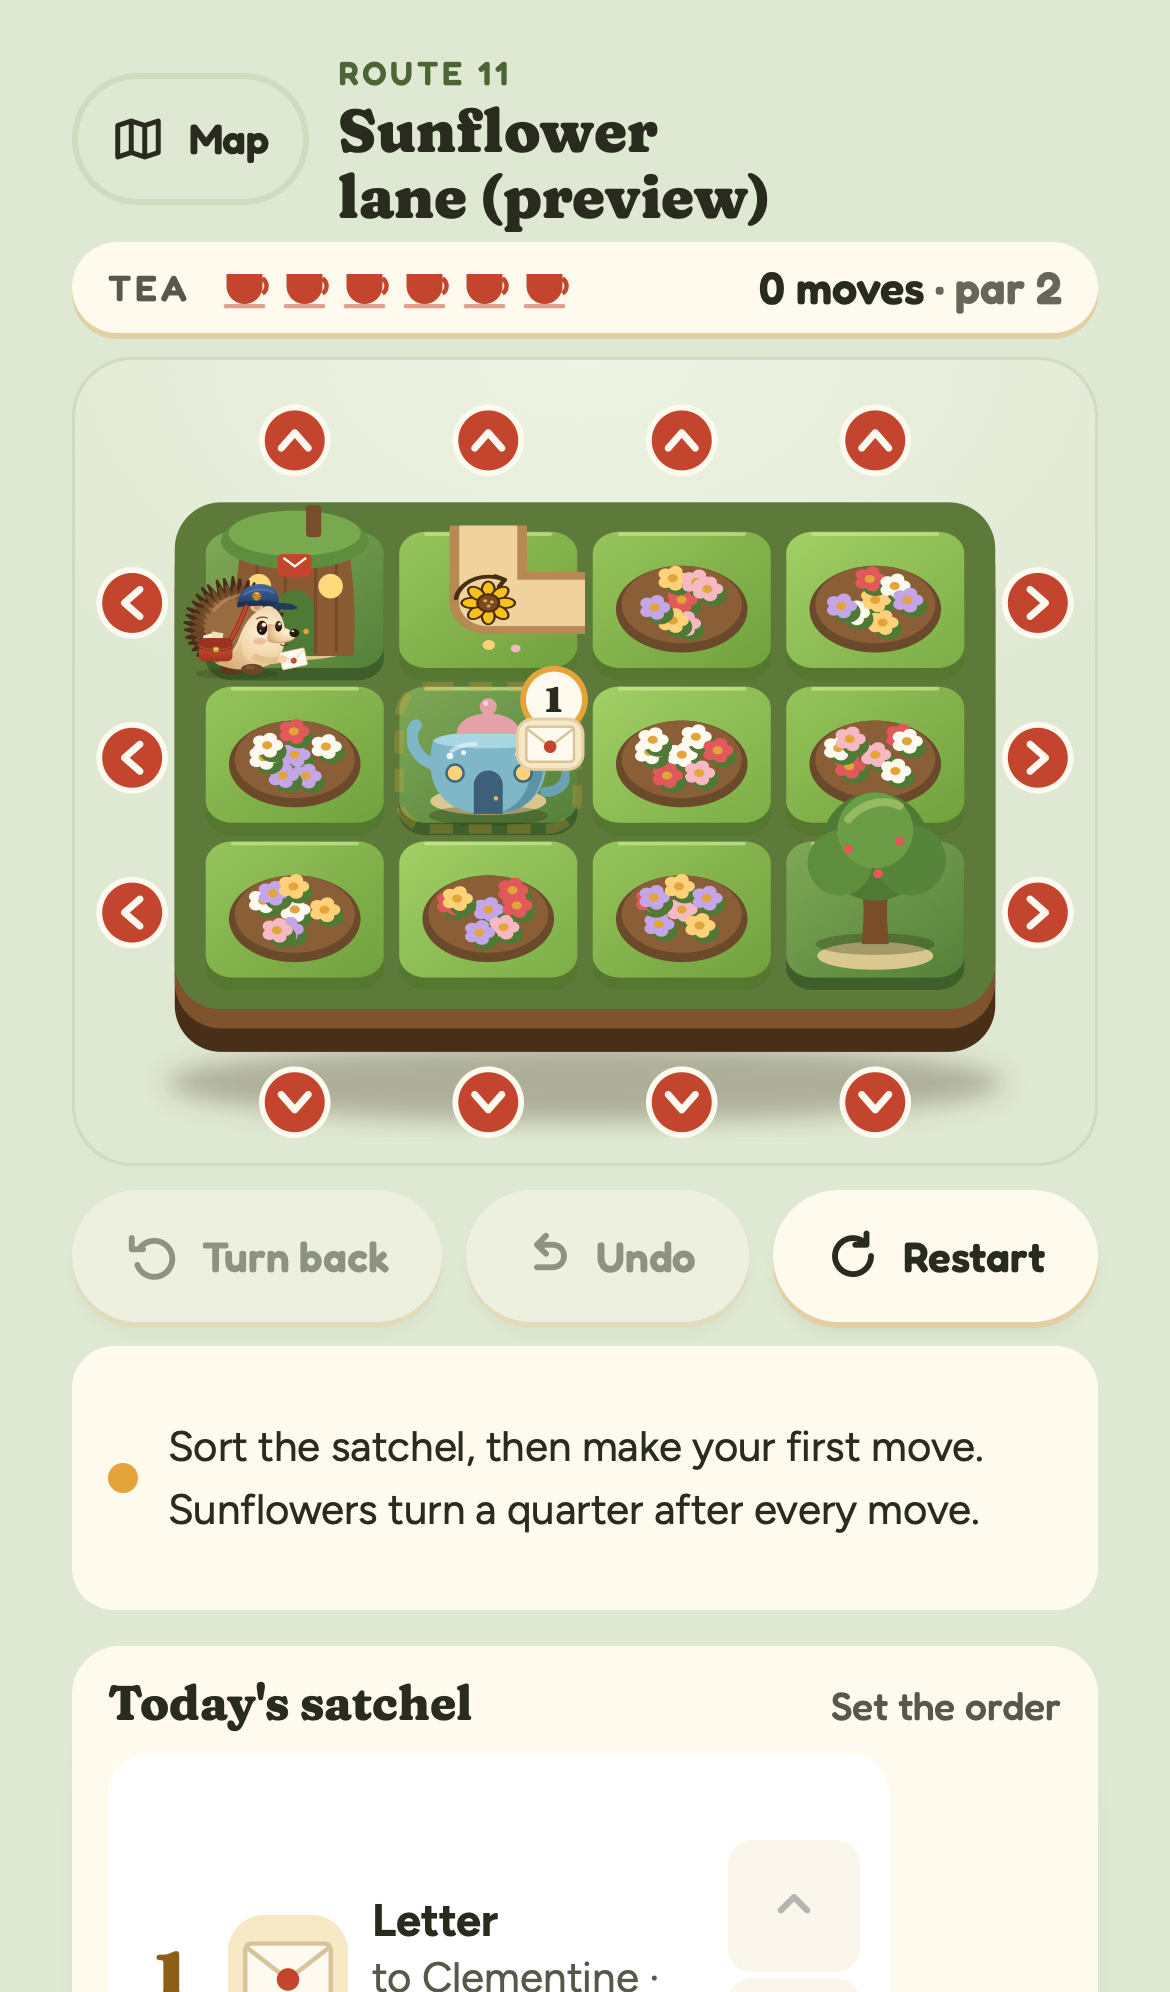 ROUTE 11
Map
Sunflower
lane (preview)
TEA
0 moves · par 2
1
Turn back
Undo
Restart
Sort the satchel, then make your first move.
Sunflowers turn a quarter after every move.
Today's satchel
Set the order
1
Letter
to Clementine ·